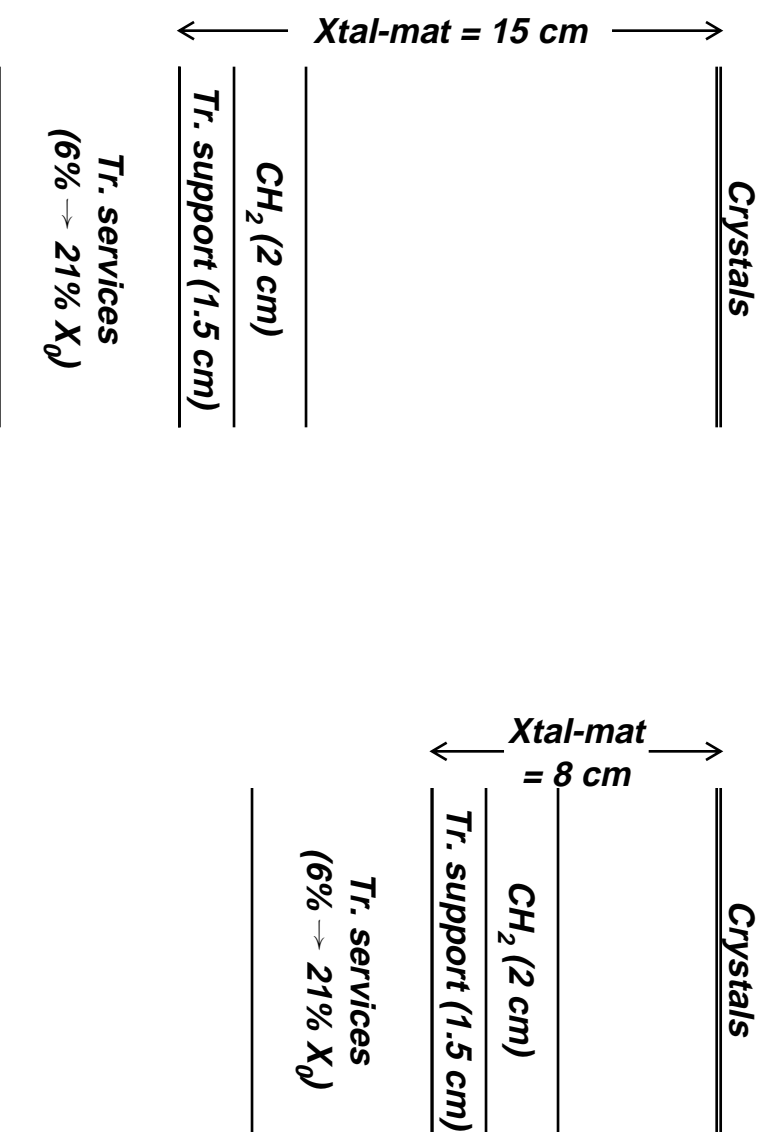 Xtal-mat = 15 cm
Tr. services
(6% → 21% X₀)
Tr. support (1.5 cm)
CH₂ (2 cm)
Crystals
Xtal-mat
= 8 cm
Tr. services
(6% → 21% X₀)
Tr. support (1.5 cm)
CH₂ (2 cm)
Crystals